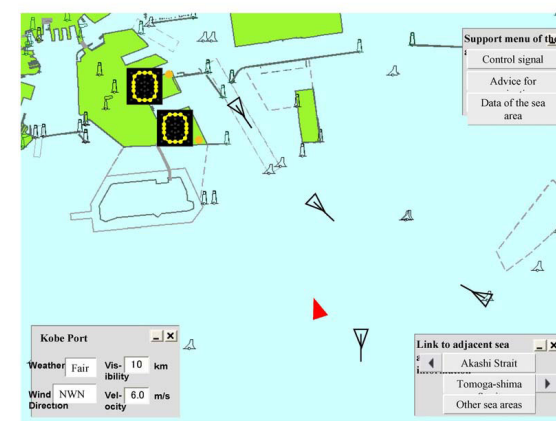 Support menu of the
Control signal
Advice for
Data of the sea
area
Kobe Port
Weather Fair Vis-ibility 10 km
Wind Direction NWN Vel-ocity 6.0 m/s
Link to adjacent sea
Akashi Strait
Tomoga-shima
Other sea areas